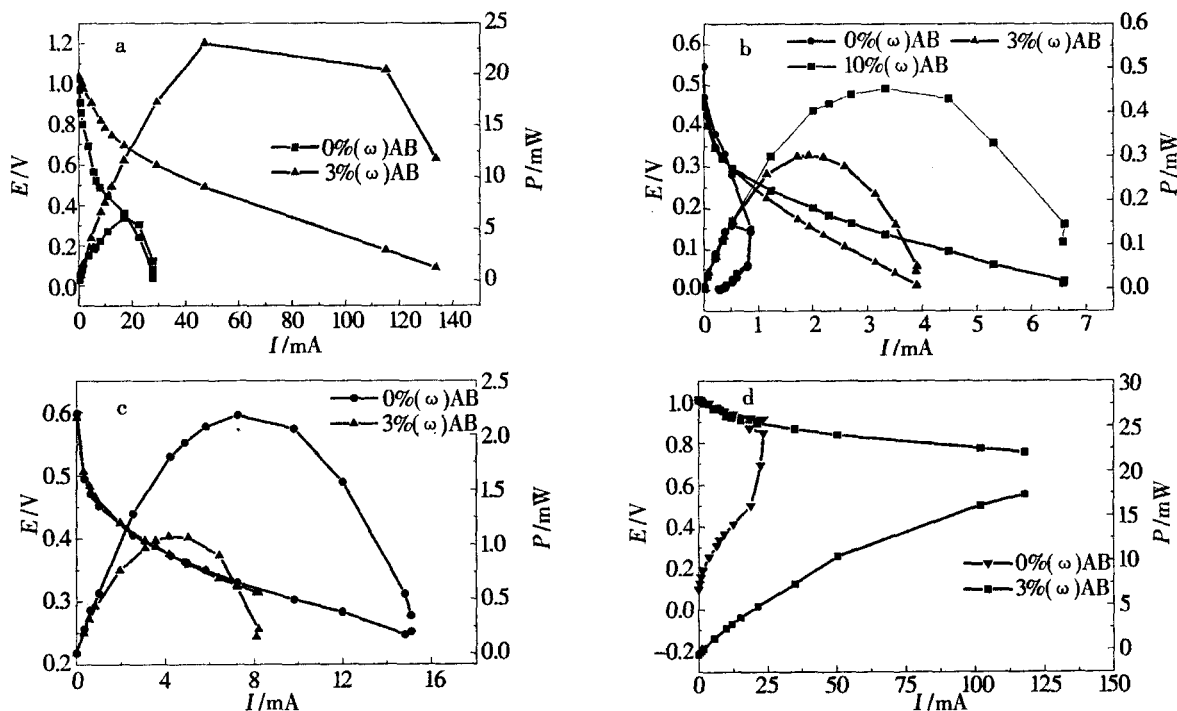 a
E/V
1.2
1.0
0.8
0.6
0.4
0.2
0.0
0%(ω)AB
3%(ω)AB
25
20
15
10
5
0
P/mW
0 20 40 60 80 100 120 140
I/mA
b
E/V
0.6
0.5
0.4
0.3
0.2
0.1
0.0
0%(ω)AB 3%(ω)AB
10%(ω)AB
0.6
0.5
0.4
0.3
0.2
0.1
0.0
P/mW
0 1 2 3 4 5 6 7
I/mA
c
E/V
0.6
0.5
0.4
0.3
0.2
0%(ω)AB
3%(ω)AB
2.5
2.0
1.5
1.0
0.5
0.0
P/mW
0 4 8 12 16
I/mA
d
E/V
1.0
0.8
0.6
0.4
0.2
0.0
-0.2
0%(ω)AB
3%(ω)AB
30
25
20
15
10
5
0
P/mW
0 25 50 75 100 125 150
I/mA